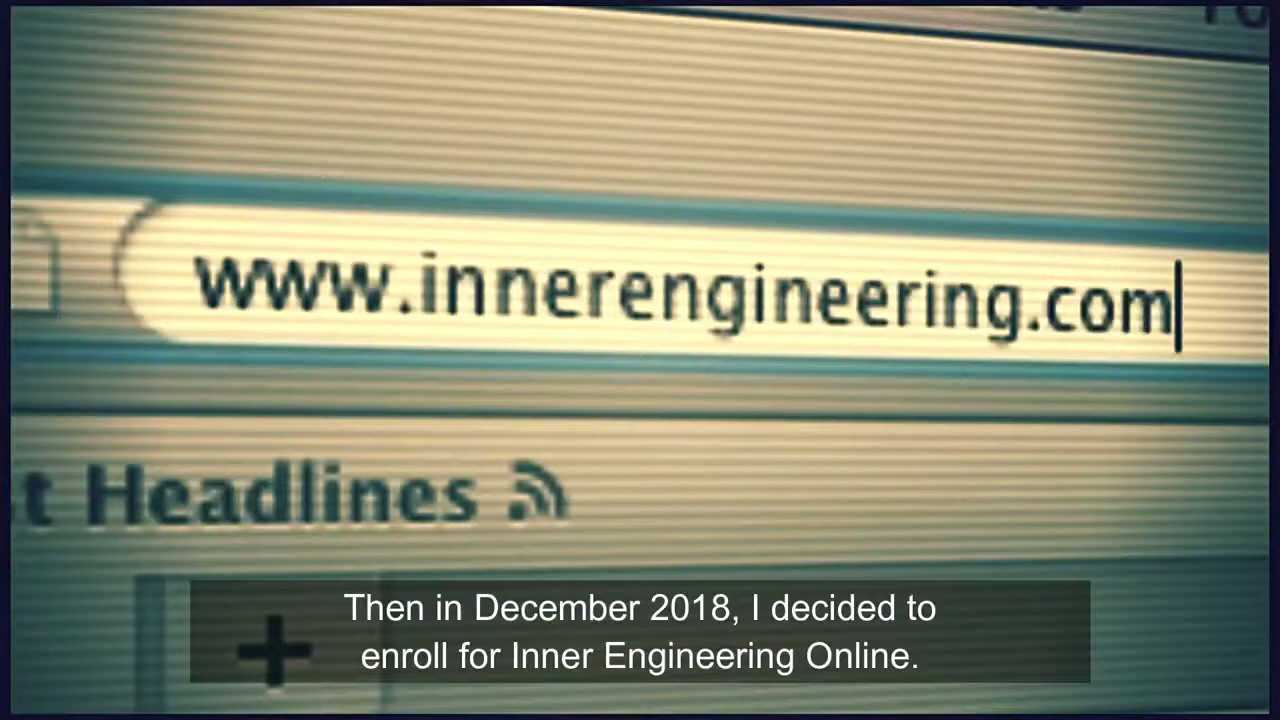 www.innerengineering.com
t Headlines
Then in December 2018, I decided to
enroll for Inner Engineering Online.